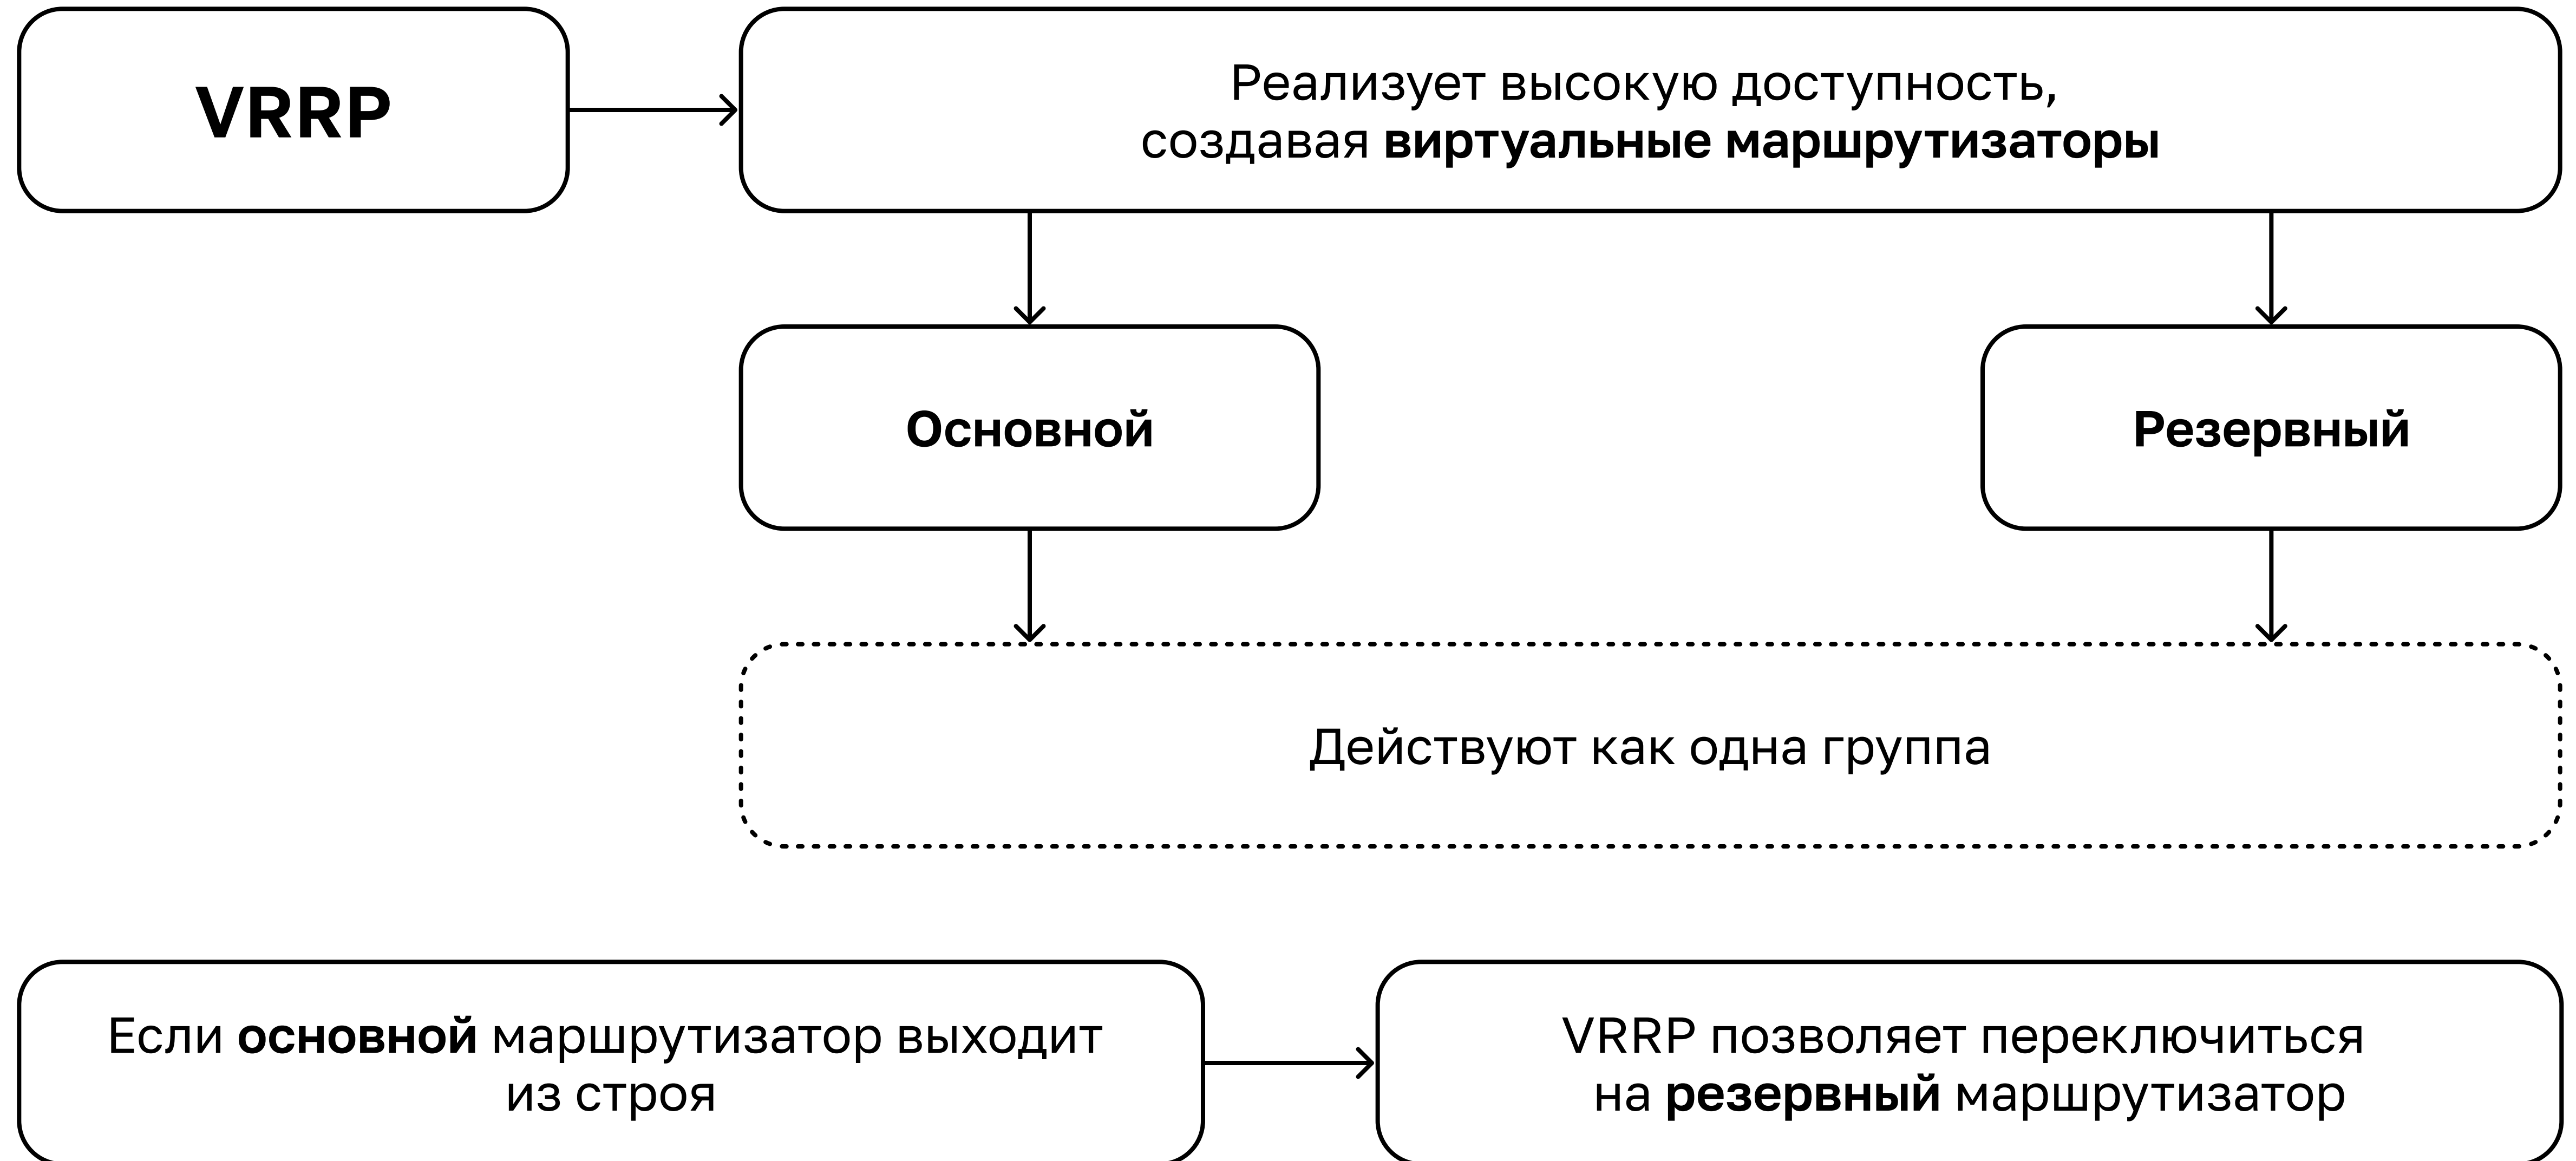 VRRP
Реализует высокую доступность,
создавая виртуальные маршрутизаторы
Основной
Резервный
Действуют как одна группа
Если основной маршрутизатор выходит
из строя
VRRP позволяет переключиться
на резервный маршрутизатор